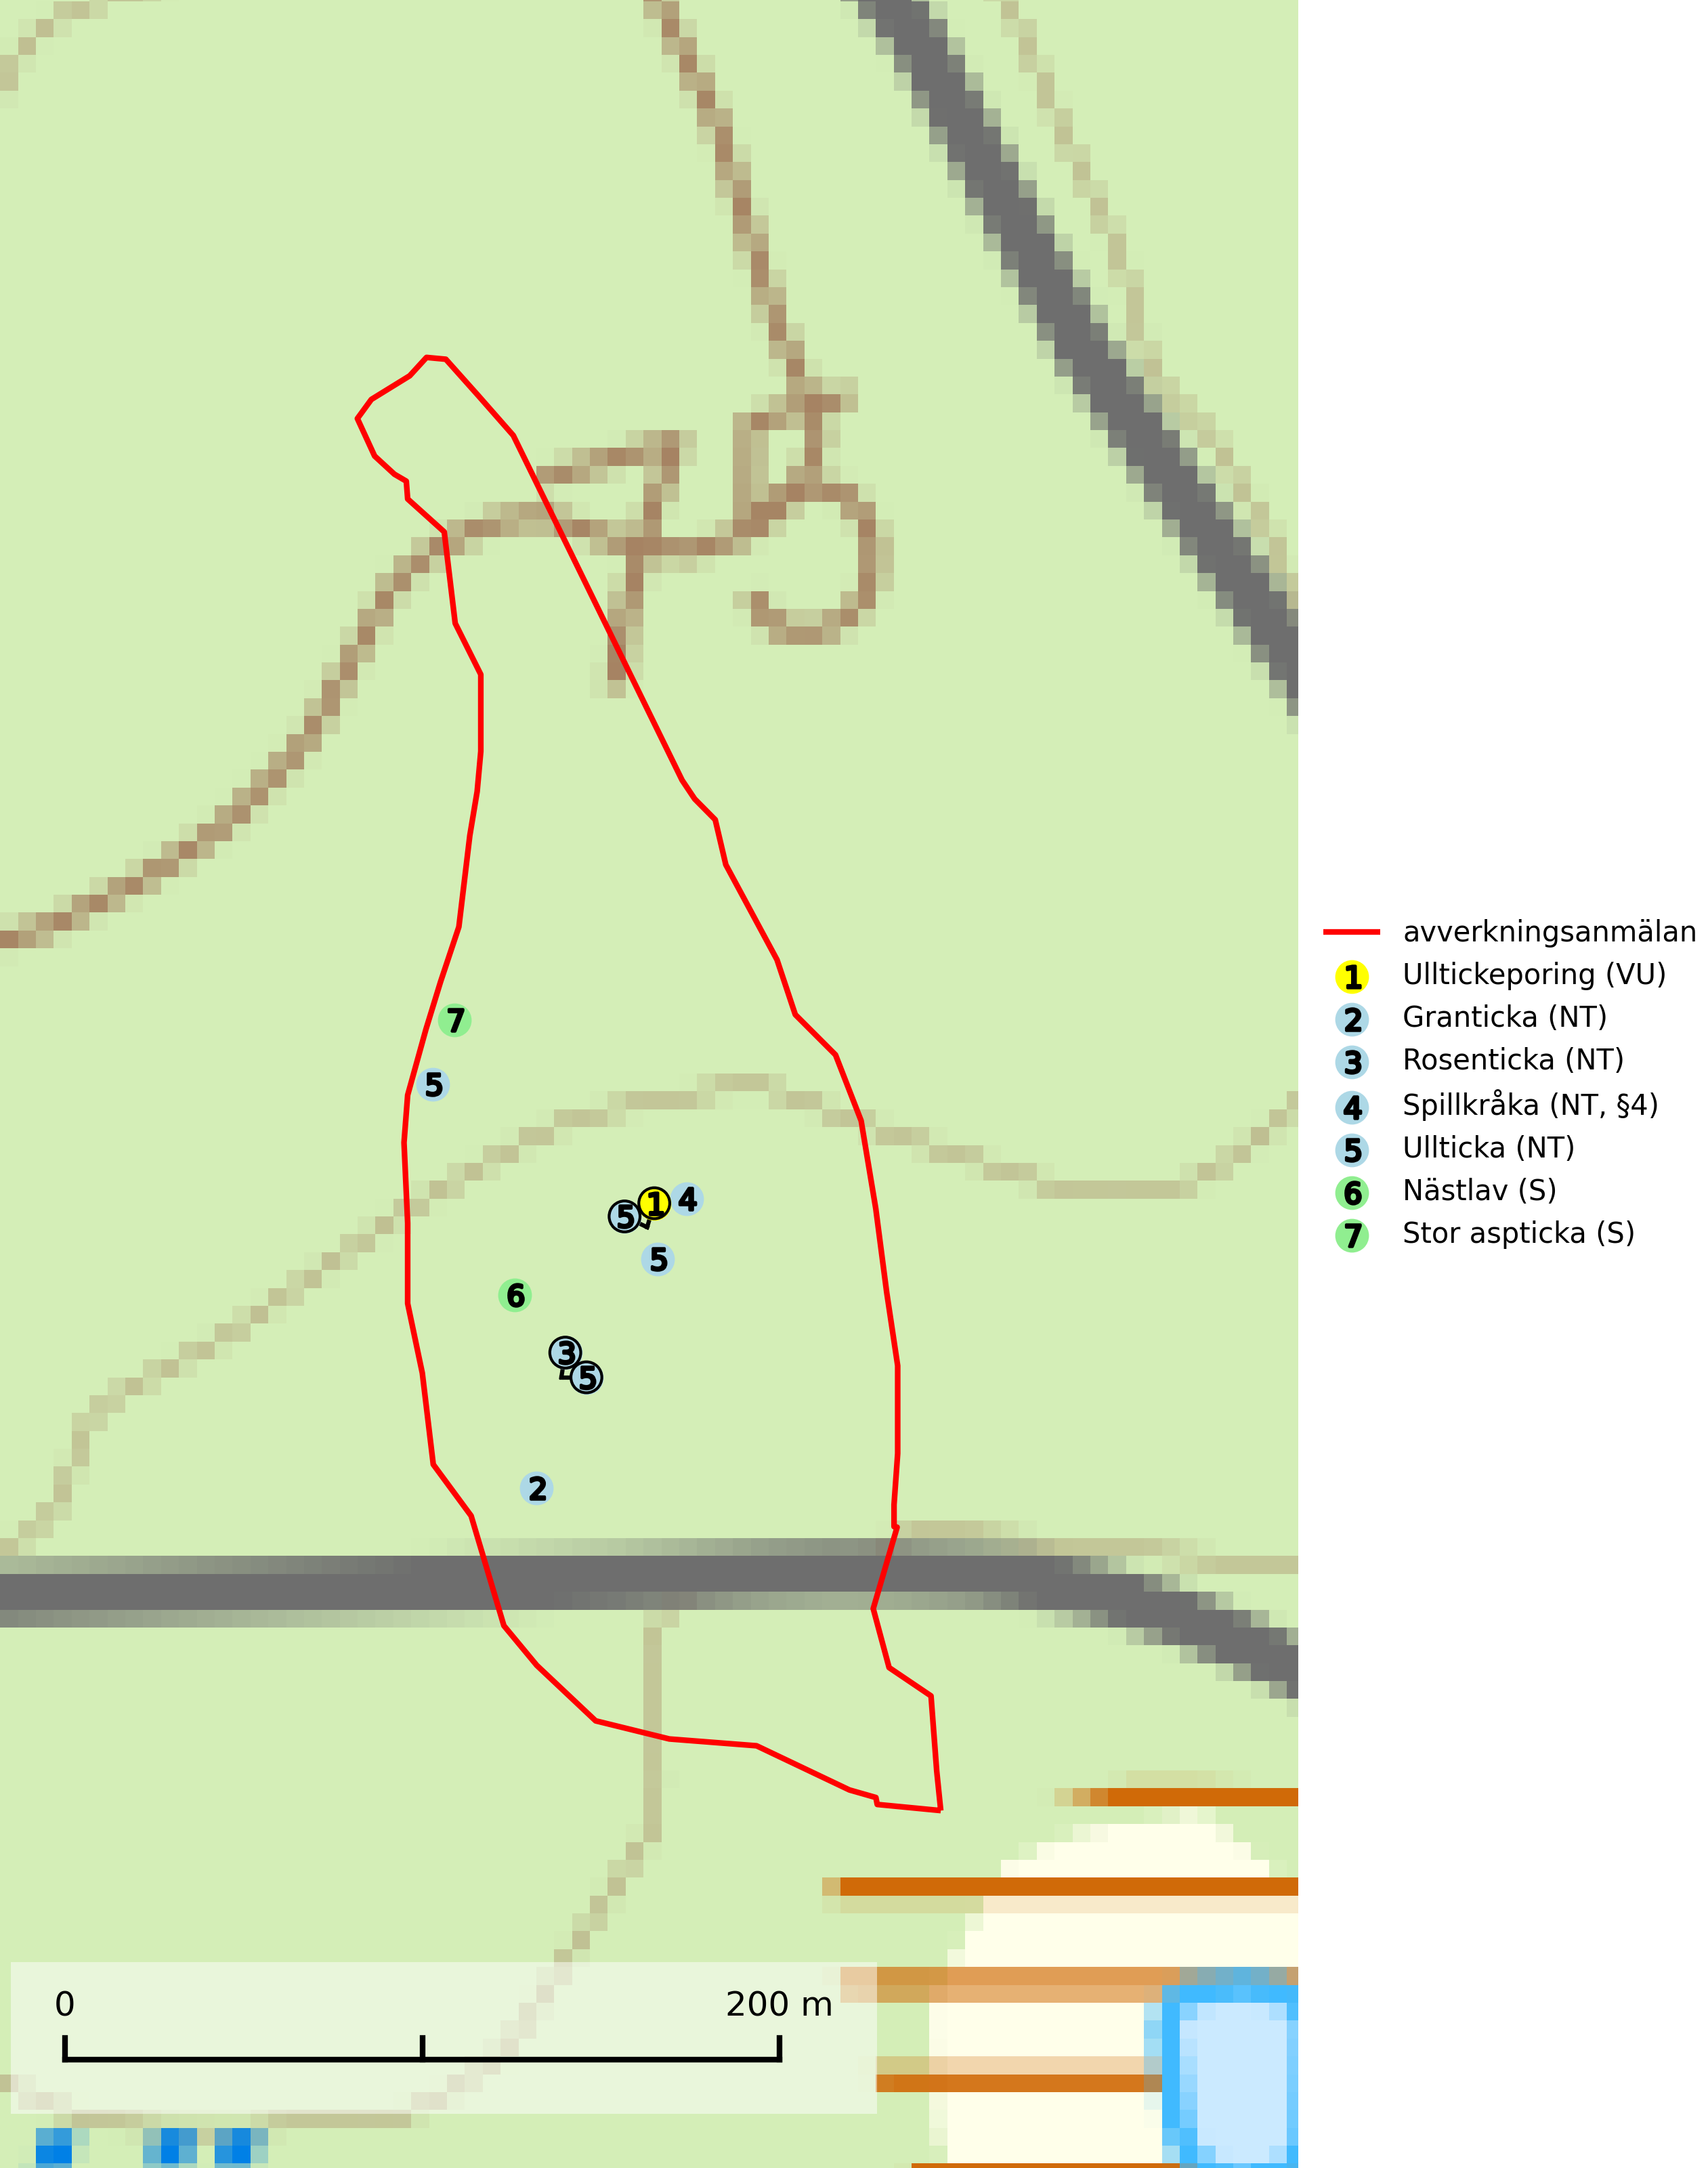 75
avverkningsanmälan
1 Ulltickeporing (VU)
2 Granticka (NT)
3 Rosenticka (NT)
4 Spillkråka (NT, §4)
5 Ullticka (NT)
6 Nästlav (S)
7 Stor aspticka (S)
7
5
5 1 4
5
6
3
5
2
0 200 m